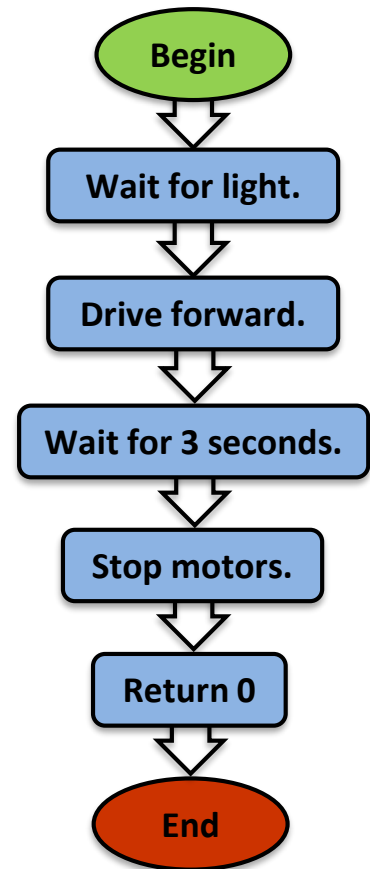 Begin
Wait for light.
Drive forward.
Wait for 3 seconds.
Stop motors.
Return 0
End